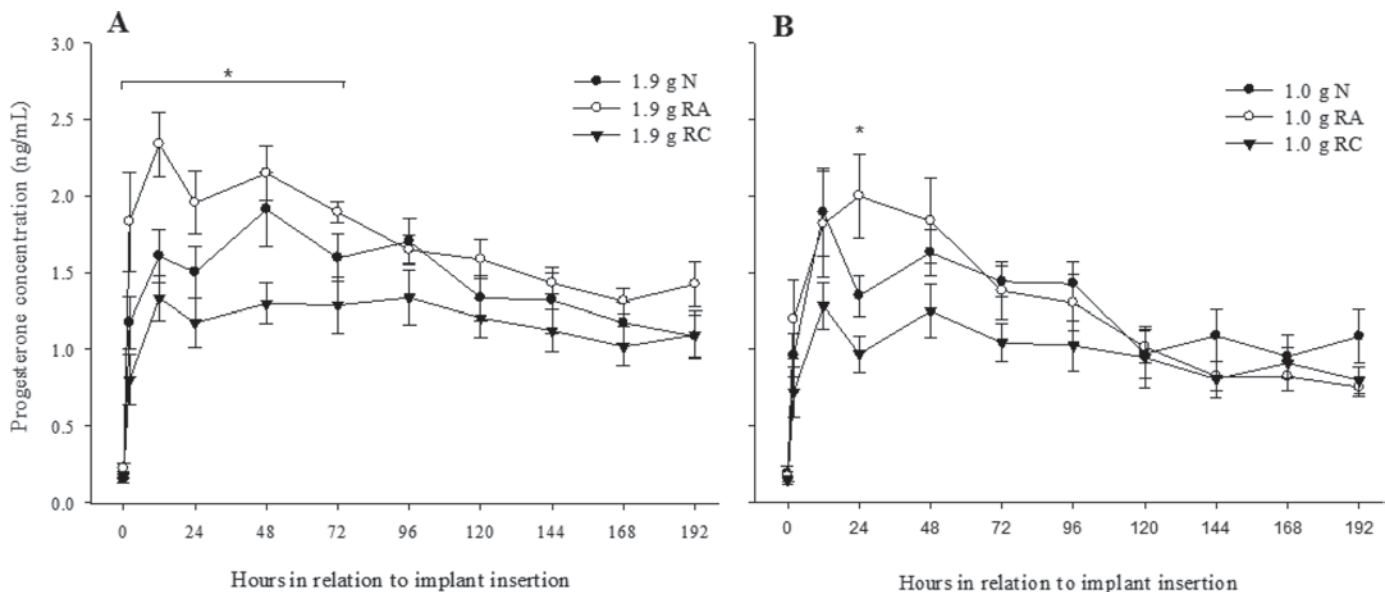 A
B
3.0
2.5
2.0
1.5
1.0
0.5
0.0
Progesterone concentration (ng/mL)
*
1.9 g N
1.9 g RA
1.9 g RC
0 24 48 72 96 120 144 168 192
Hours in relation to implant insertion
*
1.0 g N
1.0 g RA
1.0 g RC
0 24 48 72 96 120 144 168 192
Hours in relation to implant insertion